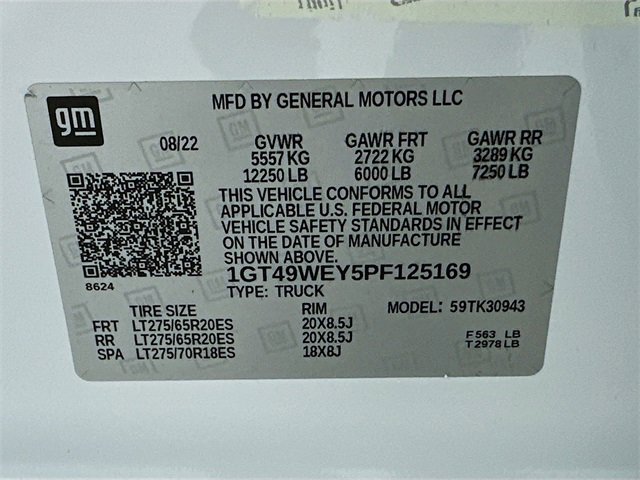 gm
MFD BY GENERAL MOTORS LLC
08/22 GVWR GAWR FRT GAWR RR
5557 KG 2722 KG 3289 KG
12250 LB 6000 LB 7250 LB
THIS VEHICLE CONFORMS TO ALL
APPLICABLE U.S. FEDERAL MOTOR
VEHICLE SAFETY STANDARDS IN EFFECT
ON THE DATE OF MANUFACTURE
SHOWN ABOVE.
8624
1GT49WEY5PF125169
TYPE: TRUCK
TIRE SIZE RIM MODEL: 59TK30943
FRT LT275/65R20ES 20X8.5J
RR LT275/65R20ES 20X8.5J
SPA LT275/70R18ES 18X8J
F563 LB
T2978 LB